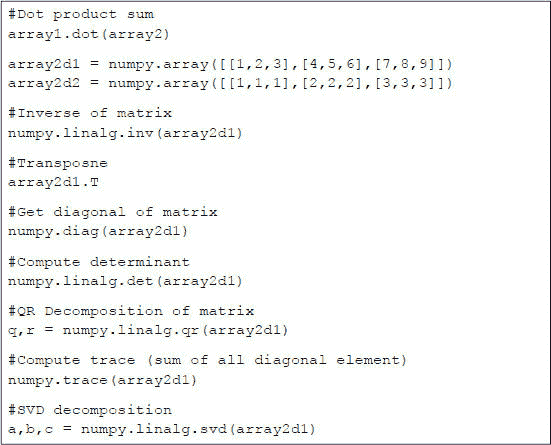 #Dot product sum
array1.dot(array2)
array2d1 = numpy.array([[1,2,3],[4,5,6],[7,8,9]])
array2d2 = numpy.array([[1,1,1],[2,2,2],[3,3,3]])
#Inverse of matrix
numpy.linalg.inv(array2d1)
#Transposne
array2d1.T
#Get diagonal of matrix
numpy.diag(array2d1)
#Compute determinant
numpy.linalg.det(array2d1)
#QR Decomposition of matrix
q,r = numpy.linalg.qr(array2d1)
#Compute trace (sum of all diagonal element)
numpy.trace(array2d1)
#SVD decomposition
a,b,c = numpy.linalg.svd(array2d1)